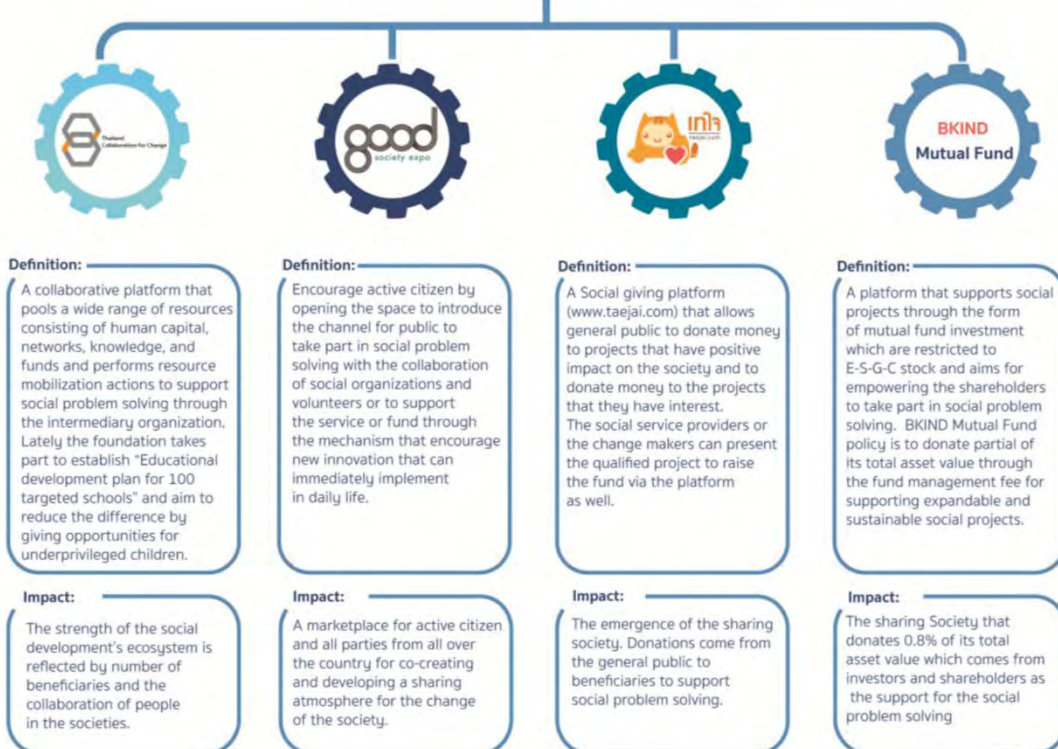 Thailand
Collaboration for Change
good
society expo
เทใจ
taejai.com
BKIND
Mutual Fund
Definition:
A collaborative platform that
pools a wide range of resources
consisting of human capital,
networks, knowledge, and
funds and performs resource
mobilization actions to support
social problem solving through
the intermediary organization.
Lately the foundation takes
part to establish "Educational
development plan for 100
targeted schools" and aim to
reduce the difference by
giving opportunities for
underprivileged children.
Definition:
Encourage active citizen by
opening the space to introduce
the channel for public to
take part in social problem
solving with the collaboration
of social organizations and
volunteers or to support
the service or fund through
the mechanism that encourage
new innovation that can
immediately implement
in daily life.
Definition:
A Social giving platform
(www.taejai.com) that allows
general public to donate money
to projects that have positive
impact on the society and to
donate money to the projects
that they have interest.
The social service providers or
the change makers can present
the qualified project to raise
the fund via the platform
as well.
Definition:
A platform that supports social
projects through the form
of mutual fund investment
which are restricted to
E-S-G-C stock and aims for
empowering the shareholders
to take part in social problem
solving. BKIND Mutual Fund
policy is to donate partial of
its total asset value through
the fund management fee for
supporting expandable and
sustainable social projects.
Impact:
The strength of the social
development's ecosystem is
reflected by number of
beneficiaries and the
collaboration of people
in the societies.
Impact:
A marketplace for active citizen
and all parties from all over
the country for co-creating
and developing a sharing
atmosphere for the change
of the society.
Impact:
The emergence of the sharing
society. Donations come from
the general public to
beneficiaries to support
social problem solving.
Impact:
The sharing Society that
donates 0.8% of its total
asset value which comes from
investors and shareholders as
the support for the social
problem solving